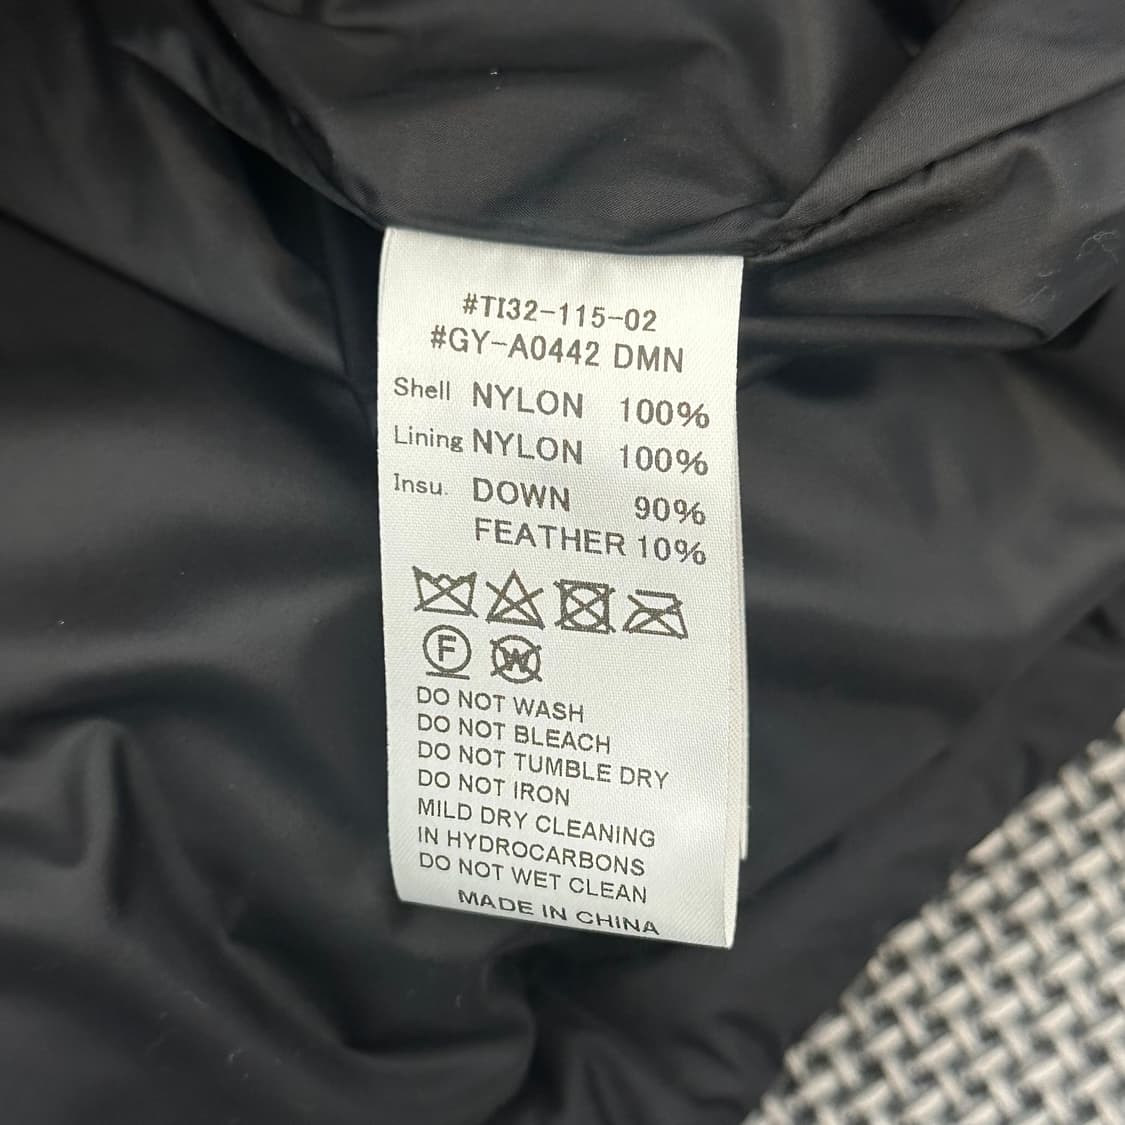 #TI32-115-02
#GY-A0442 DMN
Shell NYLON 100%
Lining NYLON 100%
Insu. DOWN 90%
FEATHER 10%
F W
DO NOT WASH
DO NOT BLEACH
DO NOT TUMBLE DRY
DO NOT IRON
MILD DRY CLEANING
IN HYDROCARBONS
DO NOT WET CLEAN
MADE IN CHINA